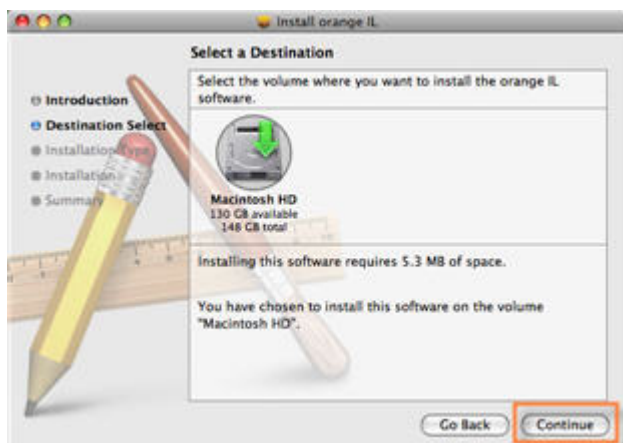 Install orange IL
Select a Destination
Introduction
Destination Select
Installation Type
Installation
Summary
Select the volume where you want to install the orange IL
software.
Macintosh HD
130 GB available
148 GB total
Installing this software requires 5.3 MB of space.
You have chosen to install this software on the volume
"Macintosh HD".
Go Back
Continue